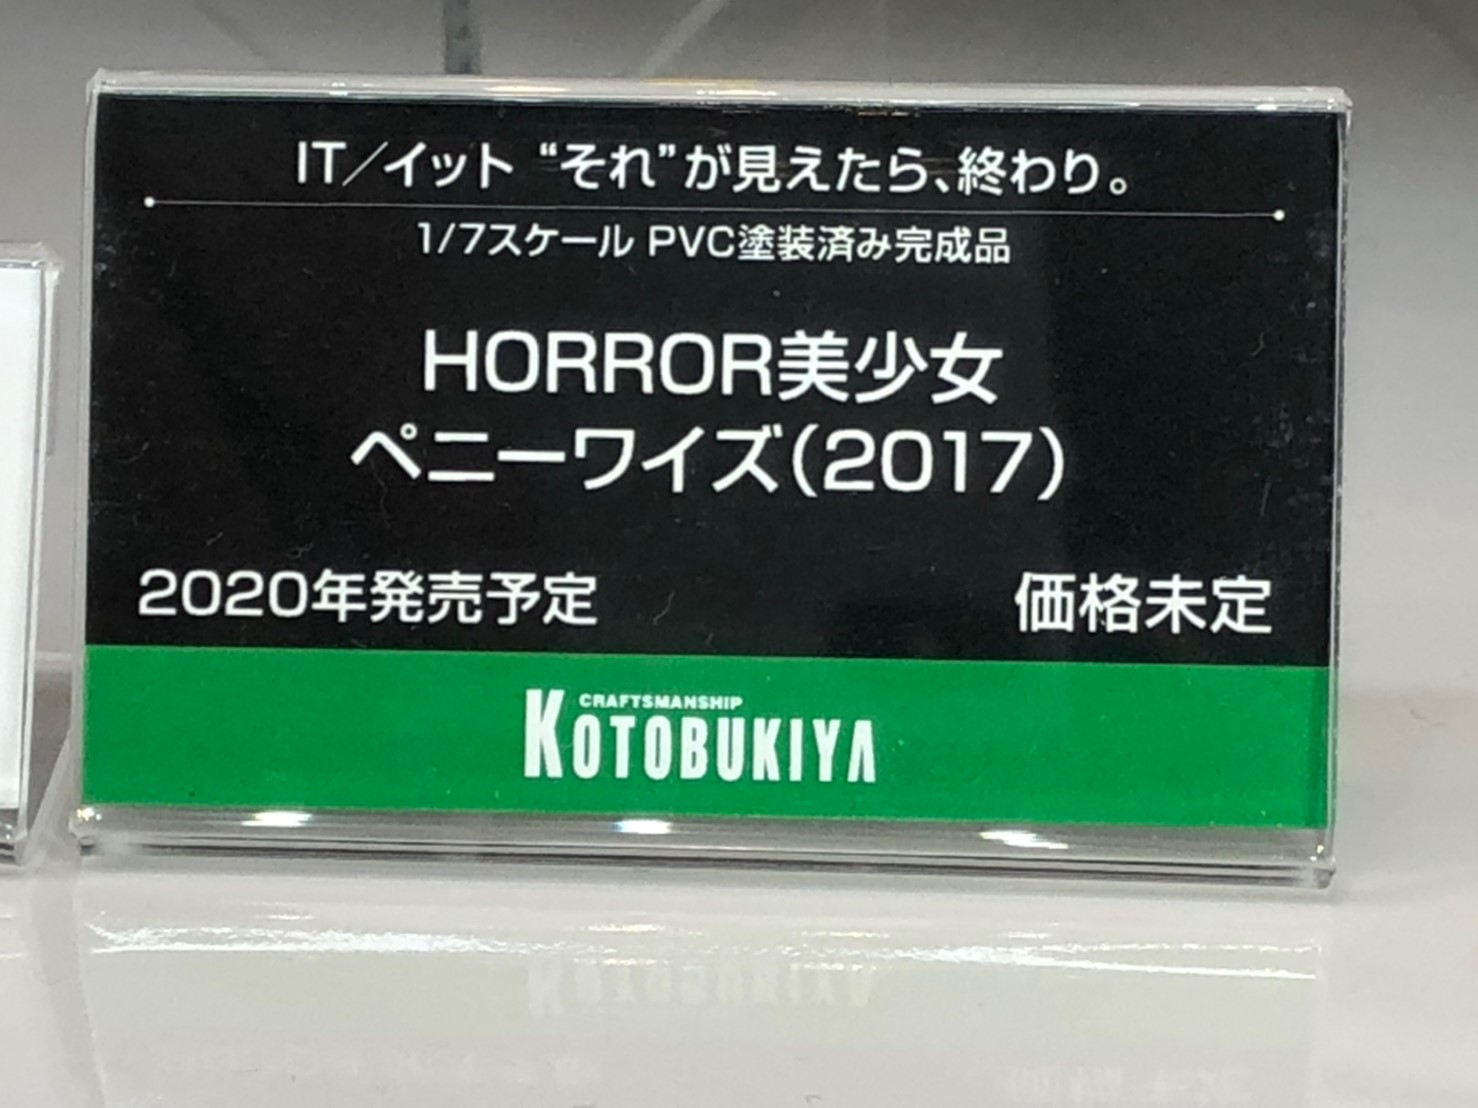 IT/イット “それ”が見えたら、終わり。
1/7スケール PVC塗装済み完成品
HORROR美少女
ペニーワイズ(2017)
2020年発売予定 価格未定
CRAFTSMANSHIP
KOTOBUKIYA